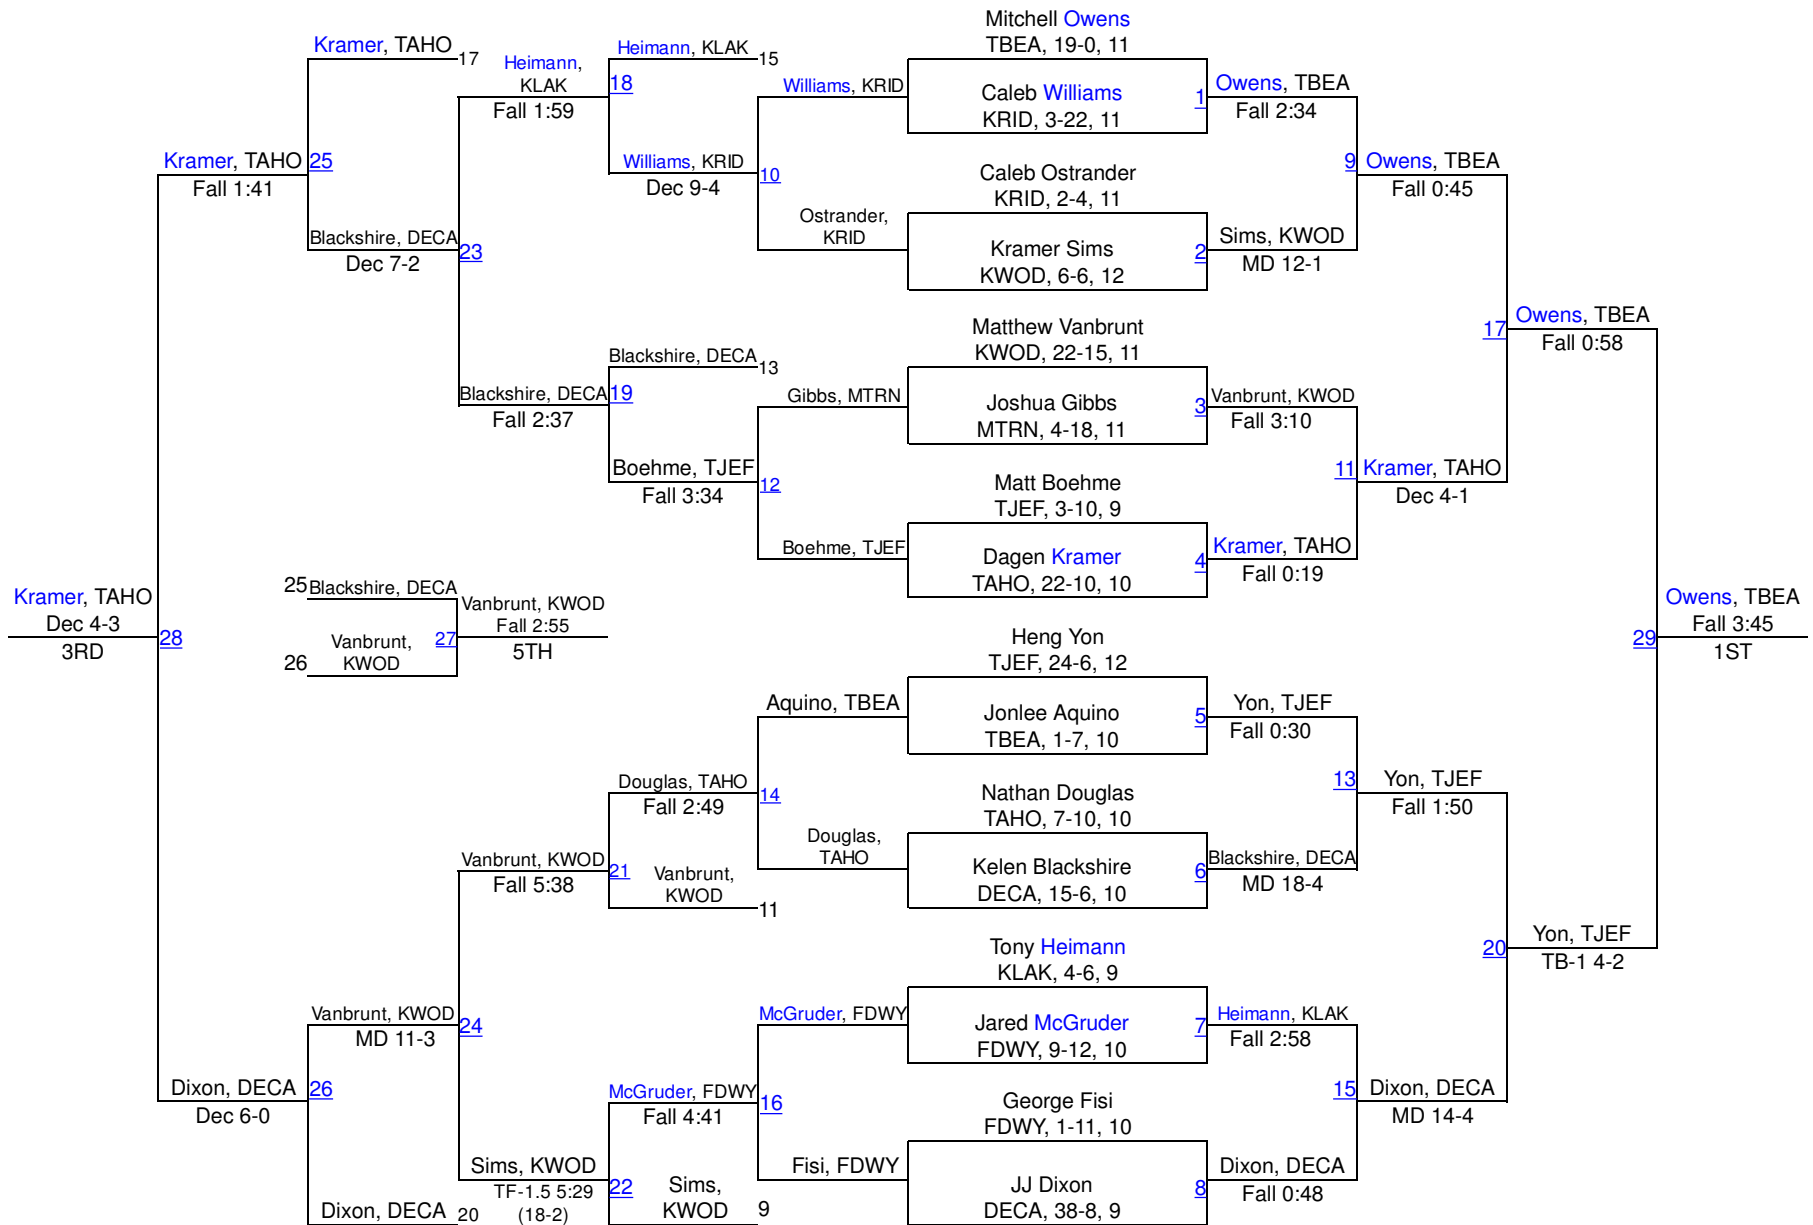 Mitchell Owens
TBEA, 19-0, 11
Kramer, TAHO
17
Heimann,
KLAK
Fall 1:59
Heimann, KLAK
15
18
Williams, KRID
Caleb Williams
KRID, 3-22, 11
1
Owens, TBEA
Fall 2:34
Kramer, TAHO
25
Fall 1:41
Williams, KRID
10
Dec 9-4
Caleb Ostrander
KRID, 2-4, 11
9
Owens, TBEA
Fall 0:45
Blackshire, DECA
23
Dec 7-2
Ostrander,
KRID
Kramer Sims
KWOD, 6-6, 12
2
Sims, KWOD
MD 12-1
Matthew Vanbrunt
KWOD, 22-15, 11
17
Owens, TBEA
Fall 0:58
Blackshire, DECA
13
Blackshire, DECA
19
Fall 2:37
Gibbs, MTRN
Joshua Gibbs
MTRN, 4-18, 11
3
Vanbrunt, KWOD
Fall 3:10
Boehme, TJEF
12
Fall 3:34
Matt Boehme
TJEF, 3-10, 9
11
Kramer, TAHO
Dec 4-1
Boehme, TJEF
Dagen Kramer
TAHO, 22-10, 10
4
Kramer, TAHO
Fall 0:19
Kramer, TAHO
Dec 4-3
28
3RD
25
Blackshire, DECA
Vanbrunt,
KWOD
26
27
Vanbrunt, KWOD
Fall 2:55
5TH
Heng Yon
TJEF, 24-6, 12
29
Owens, TBEA
Fall 3:45
1ST
Aquino, TBEA
Jonlee Aquino
TBEA, 1-7, 10
5
Yon, TJEF
Fall 0:30
Douglas, TAHO
14
Fall 2:49
Nathan Douglas
TAHO, 7-10, 10
13
Yon, TJEF
Fall 1:50
Vanbrunt, KWOD
21
Fall 5:38
Vanbrunt,
KWOD
11
Douglas,
TAHO
Kelen Blackshire
DECA, 15-6, 10
6
Blackshire, DECA
MD 18-4
Tony Heimann
KLAK, 4-6, 9
20
Yon, TJEF
TB-1 4-2
Vanbrunt, KWOD
24
MD 11-3
McGruder, FDWY
Jared McGruder
FDWY, 9-12, 10
7
Heimann, KLAK
Fall 2:58
Dixon, DECA
26
Dec 6-0
McGruder, FDWY
16
Fall 4:41
George Fisi
FDWY, 1-11, 10
15
Dixon, DECA
MD 14-4
Sims, KWOD
22
TF-1.5 5:29
(18-2)
Sims,
KWOD
9
Fisi, FDWY
JJ Dixon
DECA, 38-8, 9
8
Dixon, DECA
Fall 0:48
Dixon, DECA
20